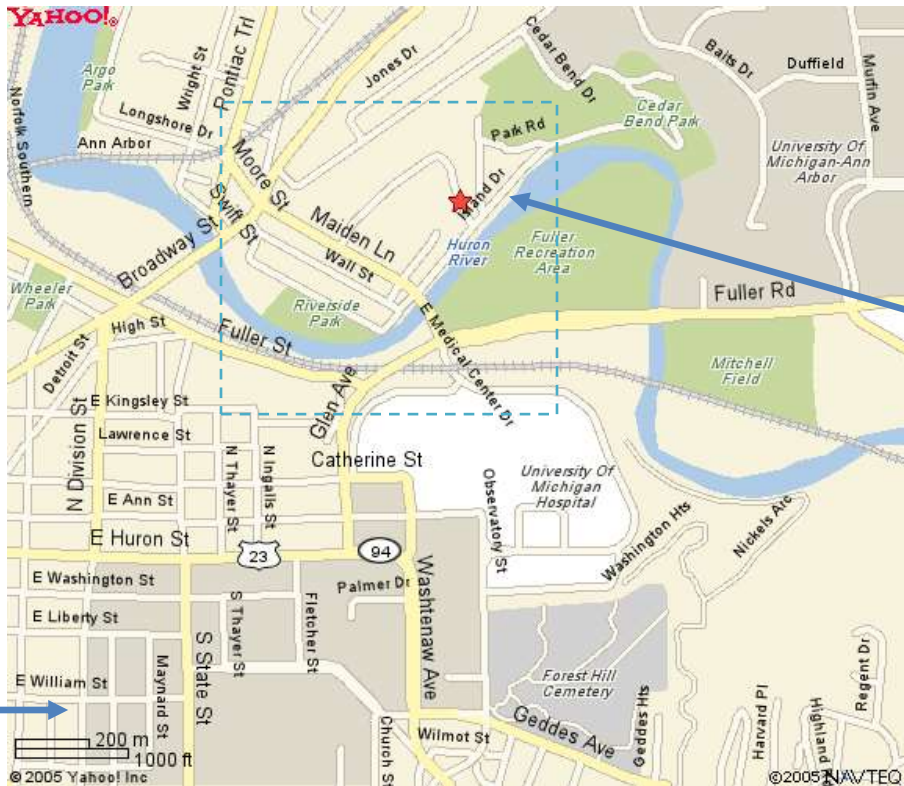 YAHOO!
Cedar Bend Dr
Baits Dr
Duffield
Murfin Ave
Argo
Park
Wright St
Pontiac Trl
Jones Dr
Norfolk Southern
Longshore Dr
Ann Arbor
Park Rd
Cedar
Bend Park
University Of
Michigan-Ann
Arbor
Moore St
Swift St
Island Dr
Maiden Ln
Wall St
Huron
River
Fuller
Recreation
Area
Broadway St
Wheeler
Park
Riverside
Park
Fuller Rd
High St
Fuller St
E Medical Center Dr
Detroit St
Mitchell
Field
E Kingsley St
Glen Ave
Lawrence St
N Division St
N Thayer St
N Ingalls St
Catherine St
Observatory St
University Of
Michigan
Hospital
E Ann St
Washington Hts
Nickels Arc
E Huron St
23
94
E Washington St
Palmer Dr
Washtenaw Ave
E Liberty St
S Thayer St
Fletcher St
S State St
Maynard St
E William St
Forest Hill
Cemetery
Geddes Hts
Geddes Ave
Harvard Pl
Highland
Regent Dr
Church St
Wilmot St
200 m
1000 ft
©2005 Yahoo! Inc
©2005 NAVTEQ